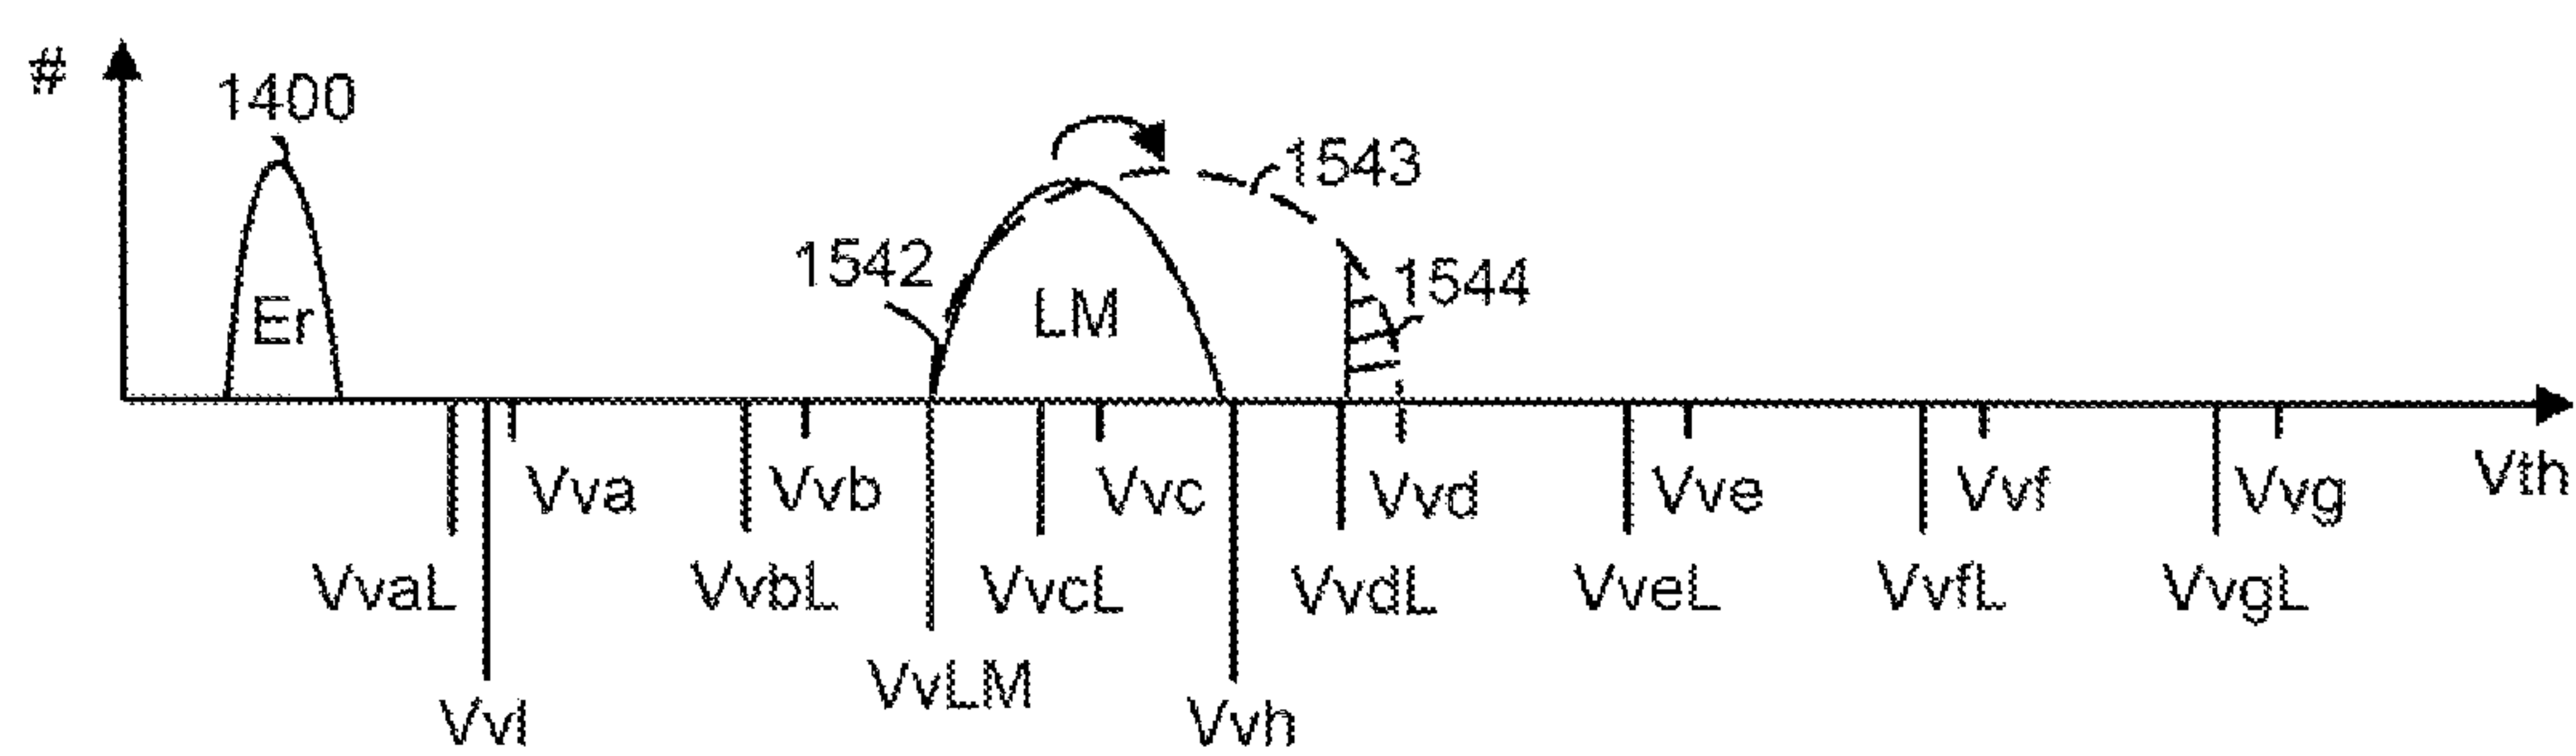 #
1400
1543
1542
1544
Er
LM
Vva Vvb Vvc Vvd Vve Vvf Vvg Vth
VvaL VvbL VvcL VvdL VveL VvfL VvgL
VvLM
Vvl Vvh